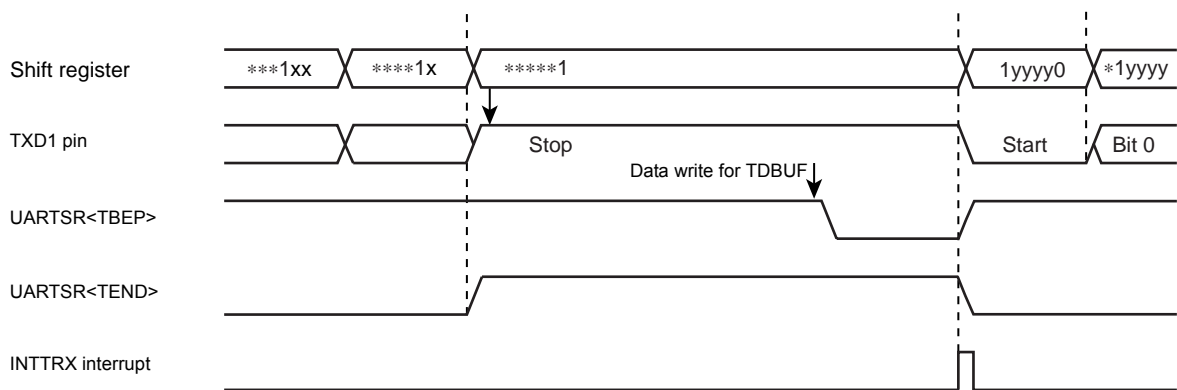 Shift register ***1xx ****1x *****1 1yyyy0 *1yyyy
TXD1 pin Stop Start Bit 0
Data write for TDBUF
UARTSR<TBEP>
UARTSR<TEND>
INTTRX interrupt